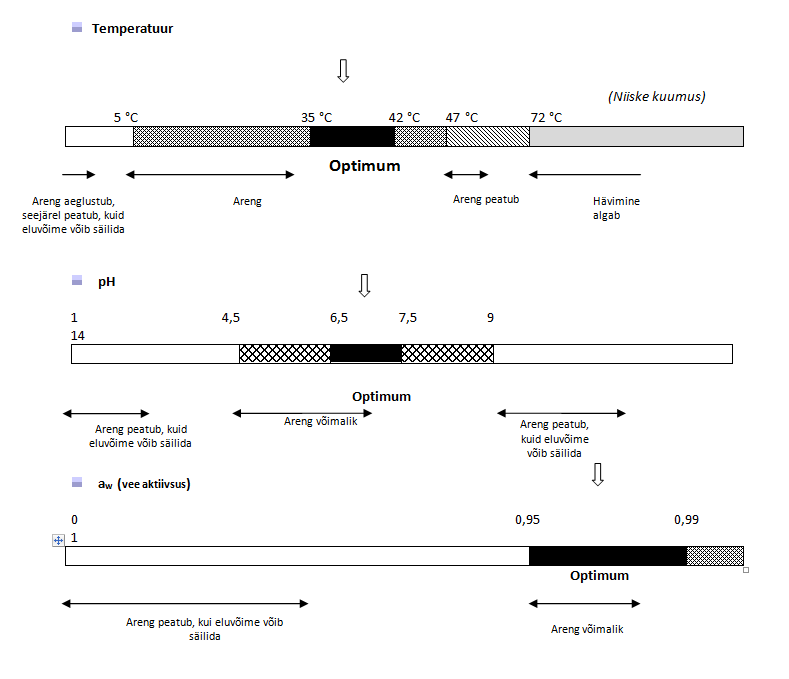 Temperatuur
(Niiske kuumus)
5 °C 35 °C 42 °C 47 °C 72 °C
Optimum
Areng aeglustub,
seejärel peatub, kuid
eluvõime võib säilida
Areng
Areng peatub
Hävimine
algab
pH
1 4,5 6,5 7,5 9
14
Optimum
Areng peatub, kuid
eluvõime võib säilida
Areng võimalik
Areng peatub,
kuid eluvõime
võib säilida
aw (vee aktiivsus)
0 0,95 0,99
1
Optimum
Areng peatub, kui eluvõime võib
säilida
Areng võimalik